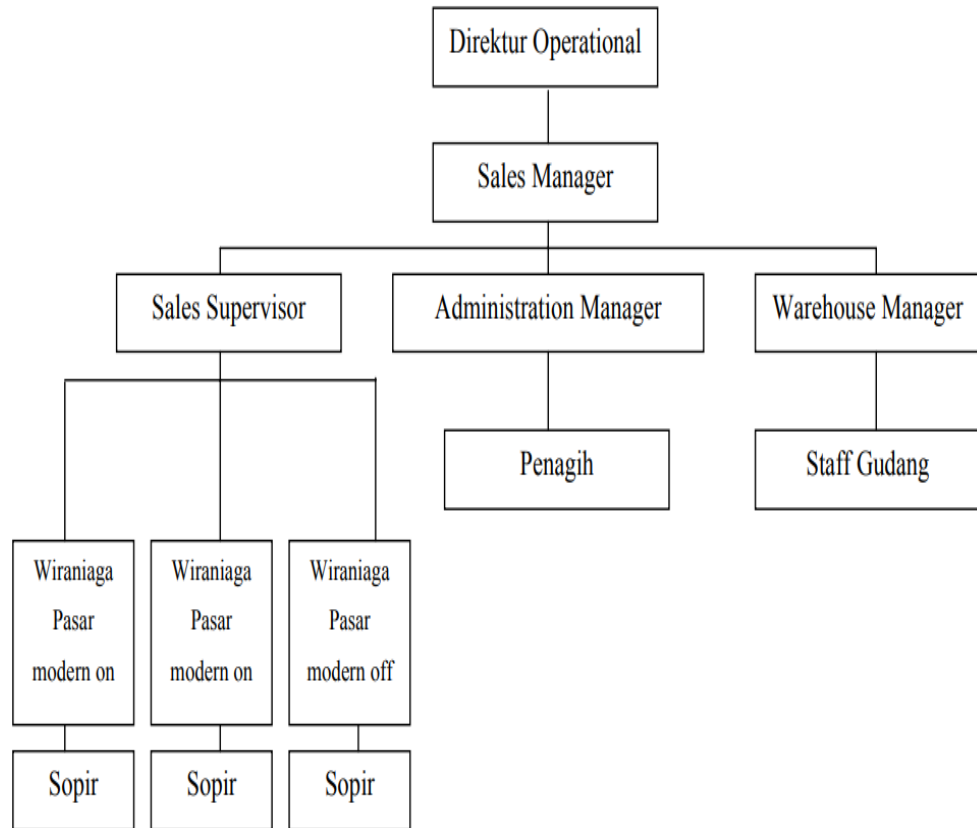 Direktur Operational
Sales Manager
Sales Supervisor
Administration Manager
Warehouse Manager
Penagih
Staff Gudang
Wiraniaga
Pasar
modern on
Wiraniaga
Pasar
modern on
Wiraniaga
Pasar
modern off
Sopir
Sopir
Sopir